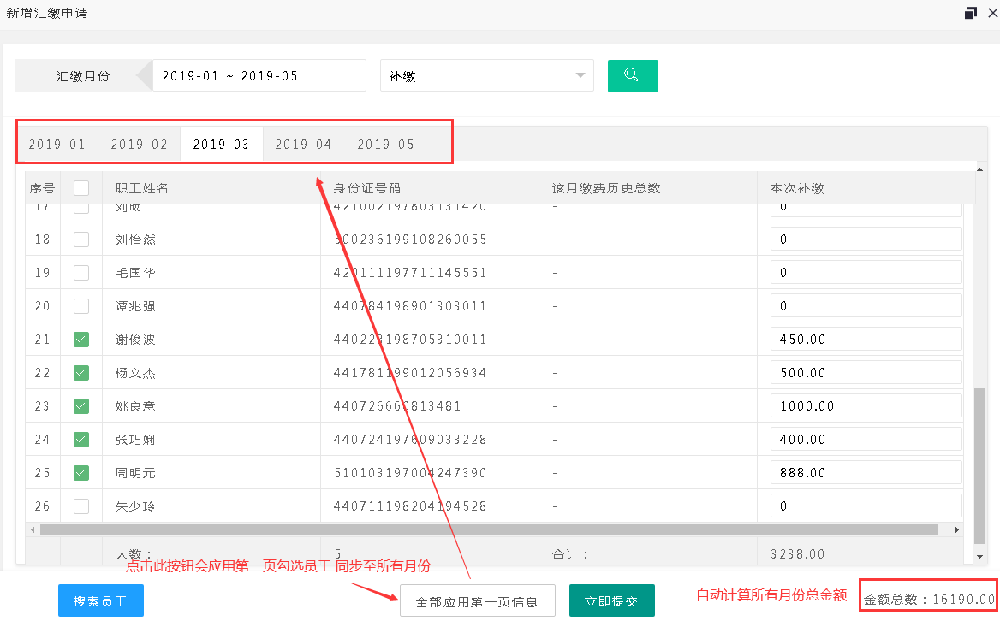 新增汇缴申请
汇缴月份 2019-01 ~ 2019-05 补缴
2019-01 2019-02 2019-03 2019-04 2019-05
序号 职工姓名 身份证号码 该月缴费历史总数 本次补缴
17 刘旸 421002197803131420 - 0
18 刘怡然 500236199108260055 - 0
19 毛国华 420111197711145551 - 0
20 谭兆强 440784198901303011 - 0
21 谢俊波 440223198705310011 - 450.00
22 杨文杰 441781199012056934 - 500.00
23 姚良意 440726660813481 - 1000.00
24 张巧娴 440724197609033228 - 400.00
25 周明元 510103197004247390 - 888.00
26 朱少玲 440711198204194528 - 0
人数： 5 合计： 3238.00
点击此按钮会应用第一页勾选员工 同步至所有月份
搜索员工 全部应用第一页信息 立即提交 自动计算所有月份总金额 金额总数：16190.00